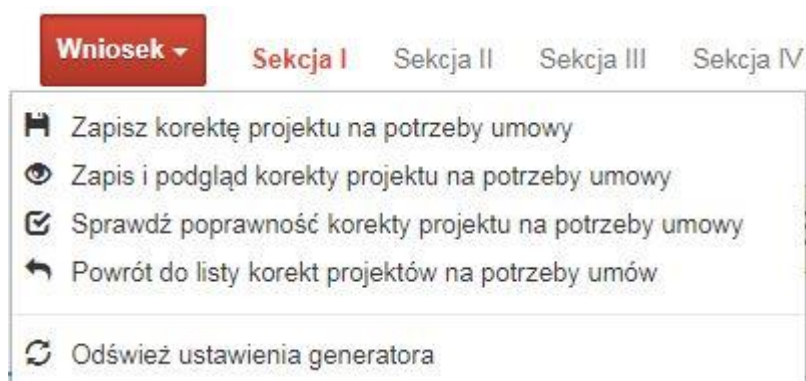 Wniosek Sekcja I Sekcja II Sekcja III Sekcja IV
Zapisz korektę projektu na potrzeby umowy
Zapis i podgląd korekty projektu na potrzeby umowy
Sprawdź poprawność korekty projektu na potrzeby umowy
Powrót do listy korekt projektów na potrzeby umów
Odśwież ustawienia generatora